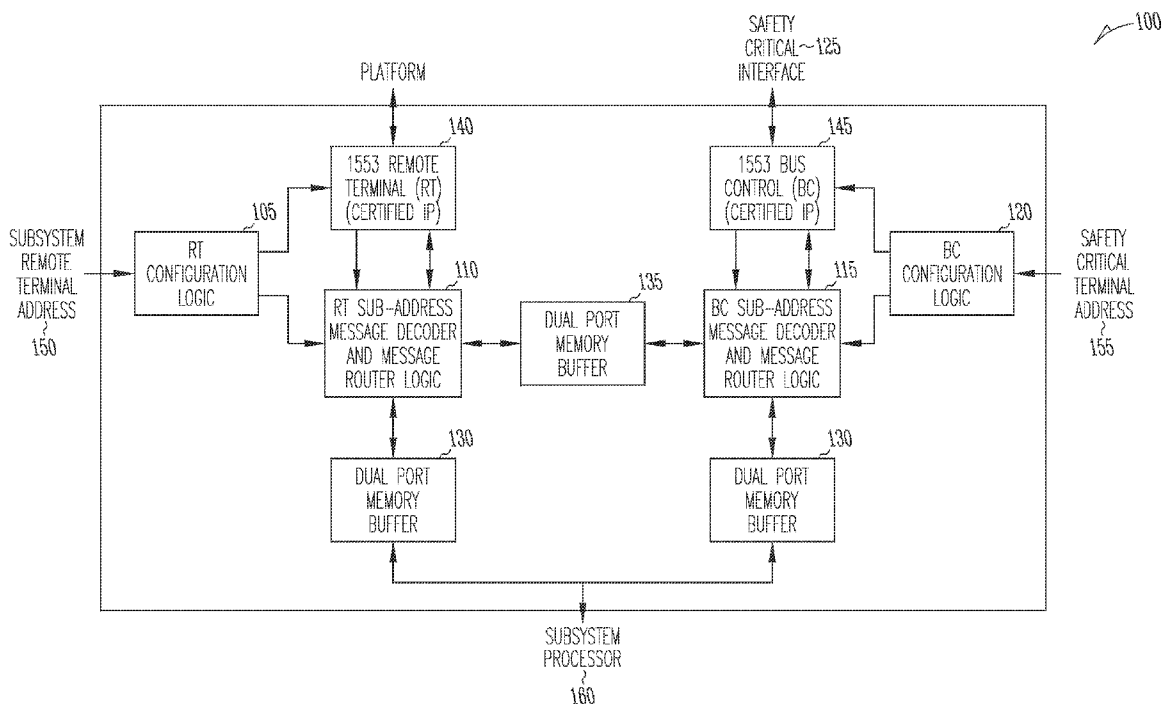 100
PLATFORM
SAFETY
CRITICAL
INTERFACE
125
140
1553 REMOTE
TERMINAL (RT)
(CERTIFIED IP)
145
1553 BUS
CONTROL (BC)
(CERTIFIED IP)
SUBSYSTEM
REMOTE
TERMINAL
ADDRESS
150
105
RT
CONFIGURATION
LOGIC
110
RT SUB-ADDRESS
MESSAGE DECODER
AND MESSAGE
ROUTER LOGIC
135
DUAL PORT
MEMORY
BUFFER
115
BC SUB-ADDRESS
MESSAGE DECODER
AND MESSAGE
ROUTER LOGIC
120
BC
CONFIGURATION
LOGIC
SAFETY
CRITICAL
TERMINAL
ADDRESS
155
130
DUAL PORT
MEMORY
BUFFER
130
DUAL PORT
MEMORY
BUFFER
SUBSYSTEM
PROCESSOR
160